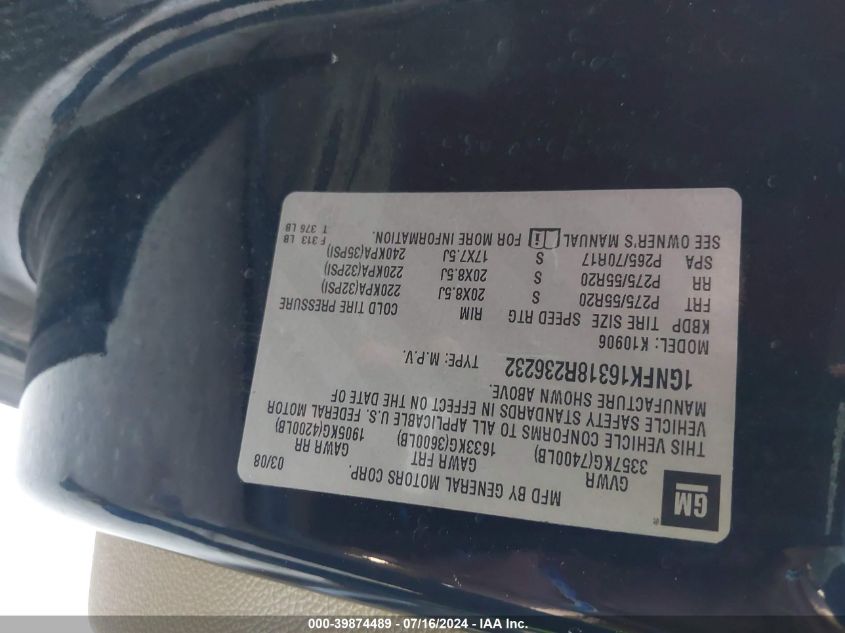 MFD BY GENERAL MOTORS CORP. 03/08
GM ®
GVWR GAWR FRT GAWR RR
3357KG(7400LB) 1633KG(3600LB) 1905KG(4200LB)
THIS VEHICLE CONFORMS TO ALL APPLICABLE U.S. FEDERAL MOTOR
VEHICLE SAFETY STANDARDS IN EFFECT ON THE DATE OF
MANUFACTURE SHOWN ABOVE.
1GNFK16318R236232 TYPE: M.P.V.
MODEL: K10906
KBDP TIRE SIZE SPEED RTG RIM COLD TIRE PRESSURE
FRT P275/55R20 S 20X8.5J 220KPA(32PSI)
RR P275/55R20 S 20X8.5J 220KPA(32PSI)
SPA P265/70R17 S 17X7.5J 240KPA(35PSI)
SEE OWNER'S MANUAL FOR MORE INFORMATION.
F 313 LB
T 376 LB
000-39874489 - 07/16/2024 - IAA Inc.